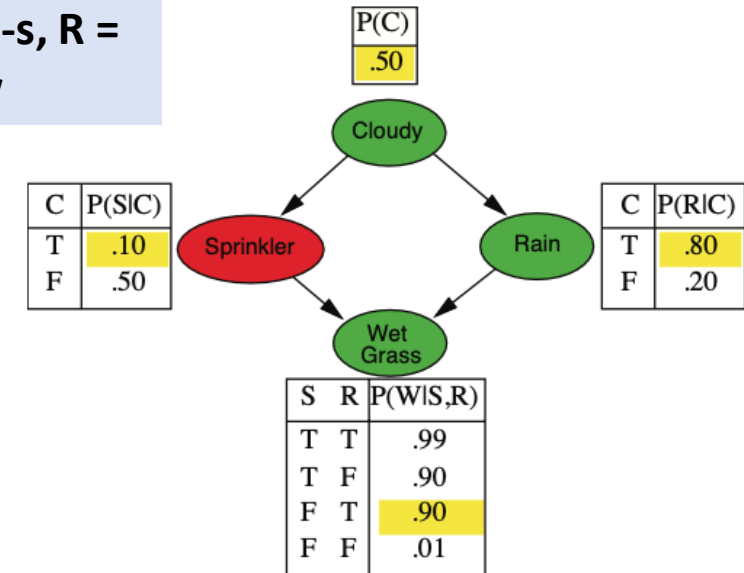 -s, R =
P(C)
.50
Cloudy
C P(S|C)
T .10
F .50
Sprinkler
Rain
C P(R|C)
T .80
F .20
Wet
Grass
S R P(W|S,R)
T T .99
T F .90
F T .90
F F .01